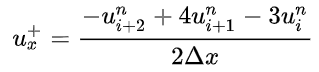 $u_x^+ = \frac{-u_{i+2}^n + 4u_{i+1}^n - 3u_i^n}{2\Delta x}$